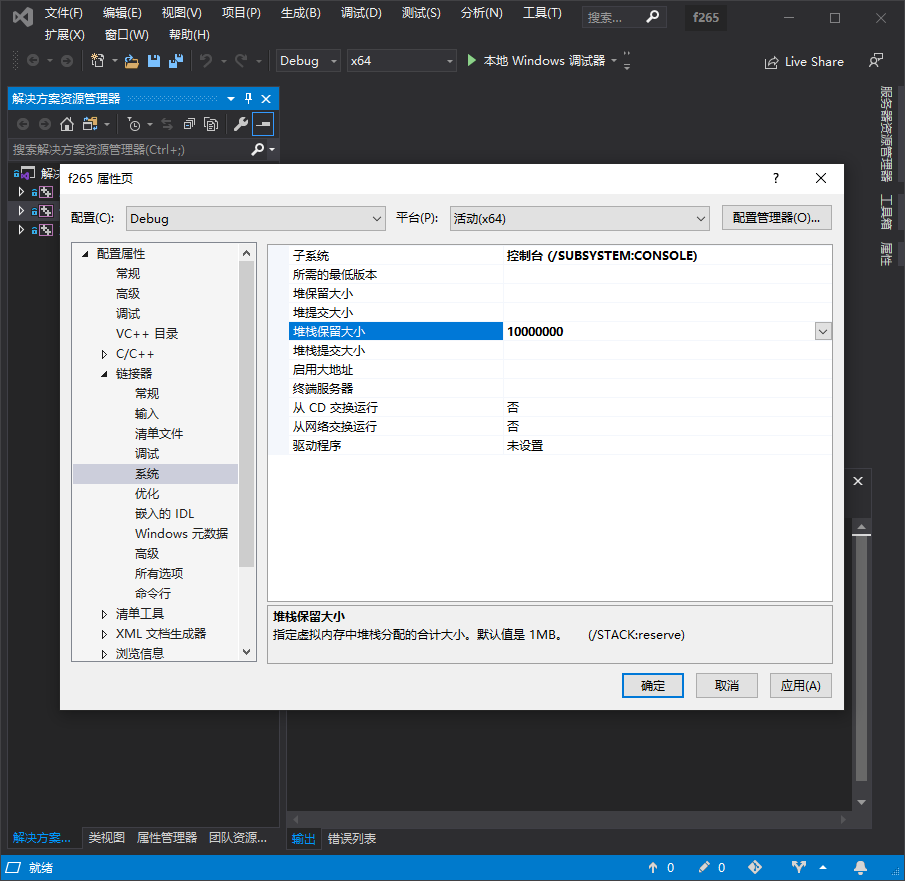 文件(F) 编辑(E) 视图(V) 项目(P) 生成(B) 调试(D) 测试(S) 分析(N) 工具(T) 搜索... f265
扩展(X) 窗口(W) 帮助(H)
Debug x64 本地 Windows 调试器 Live Share
解决方案资源管理器
搜索解决方案资源管理器(Ctrl+;)
解决
服务器资源管理器
工具箱
属性
f265 属性页 ?
配置(C): Debug 平台(P): 活动(x64) 配置管理器(O)...
配置属性
常规
高级
调试
VC++ 目录
C/C++
链接器
常规
输入
清单文件
调试
系统
优化
嵌入的 IDL
Windows 元数据
高级
所有选项
命令行
清单工具
XML 文档生成器
浏览信息
子系统 控制台 (/SUBSYSTEM:CONSOLE)
所需的最低版本
堆保留大小
堆提交大小
堆栈保留大小 10000000
堆栈提交大小
启用大地址
终端服务器
从 CD 交换运行 否
从网络交换运行 否
驱动程序 未设置
堆栈保留大小
指定虚拟内存中堆栈分配的合计大小。默认值是 1MB。 (/STACK:reserve)
确定 取消 应用(A)
解决方案... 类视图 属性管理器 团队资源... 输出 错误列表
就绪 0 0